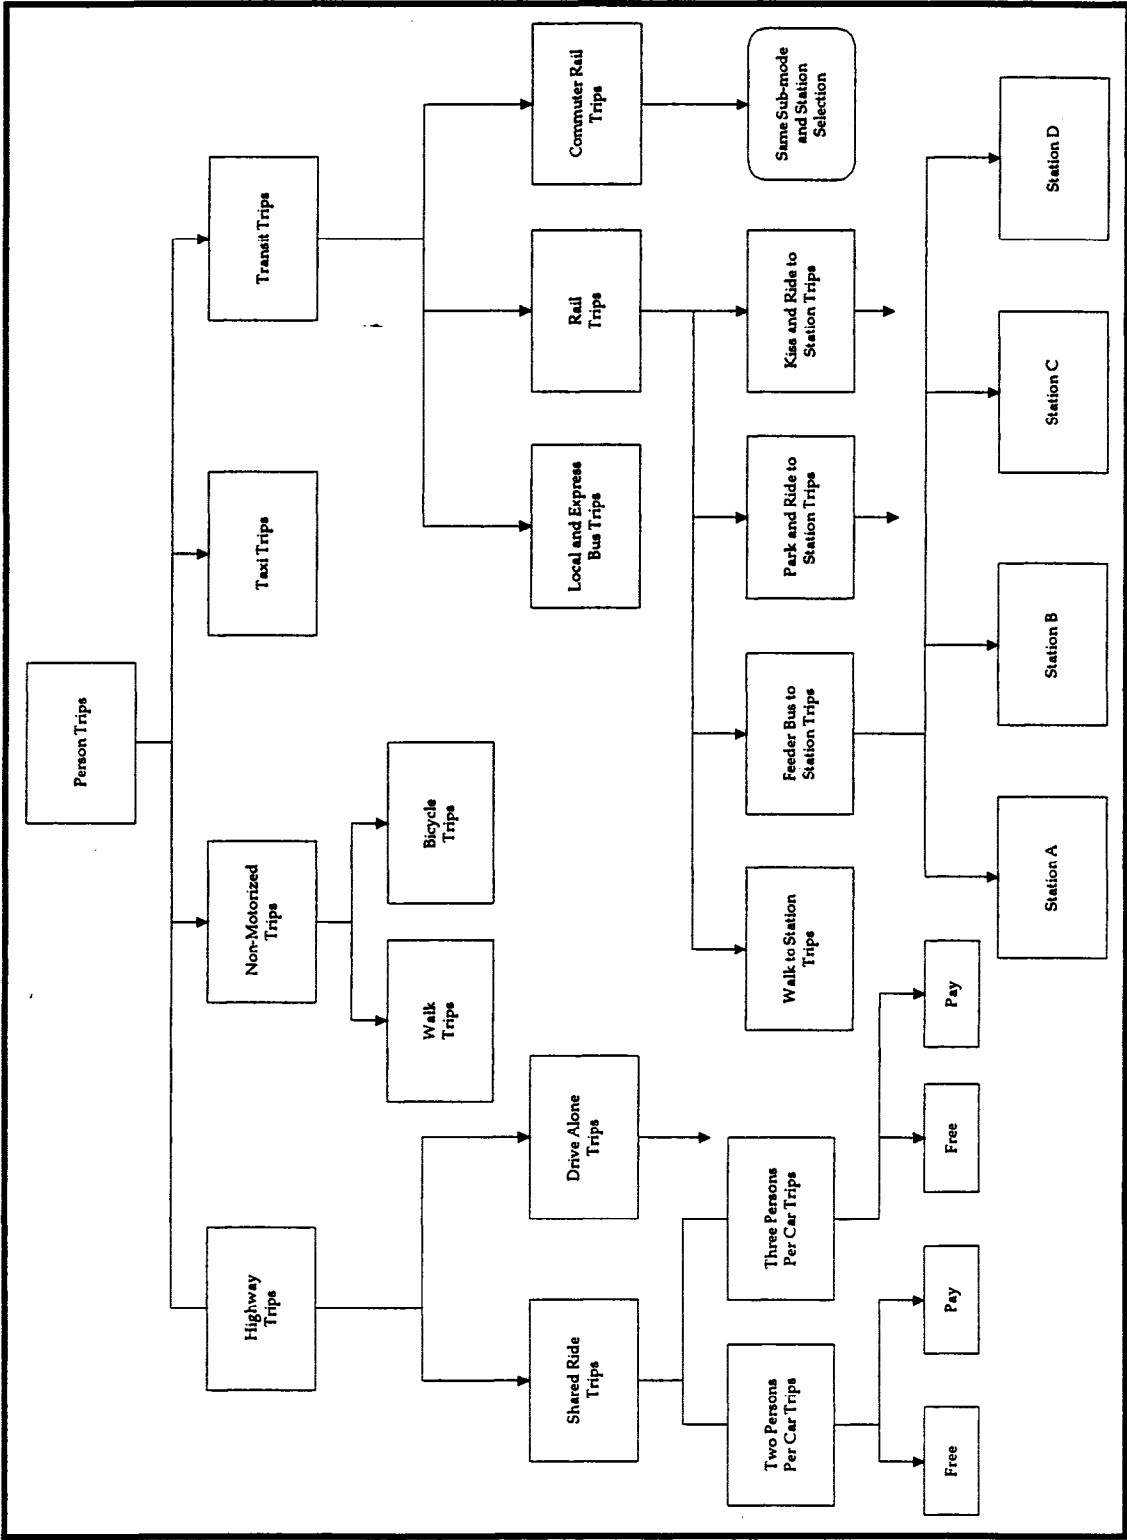 Person Trips
Highway
Trips
Non-Motorized
Trips
Taxi Trips
Transit Trips
Walk
Trips
Bicycle
Trips
Shared Ride
Trips
Drive Alone
Trips
Local and Express
Bus Trips
Rail
Trips
Commuter Rail
Trips
Two Persons
Per Car Trips
Three Persons
Per Car Trips
Walk to Station
Trips
Feeder Bus to
Station Trips
Park and Ride to
Station Trips
Kiss and Ride to
Station Trips
Same Sub-mode
and Station
Selection
Free
Pay
Free
Pay
Station A
Station B
Station C
Station D